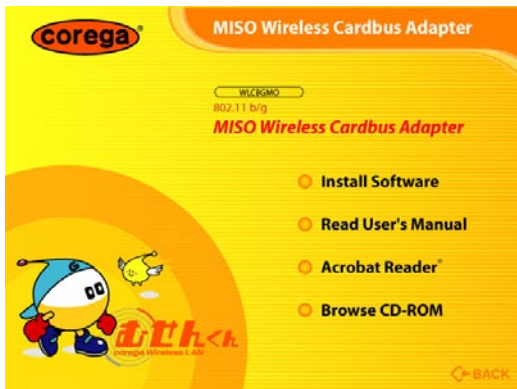 corega
MISO Wireless Cardbus Adapter
WLCBGMO
802.11 b/g
MISO Wireless Cardbus Adapter
Install Software
Read User's Manual
Acrobat Reader®
Browse CD-ROM
むせんくん
corega Wireless LAN
BACK